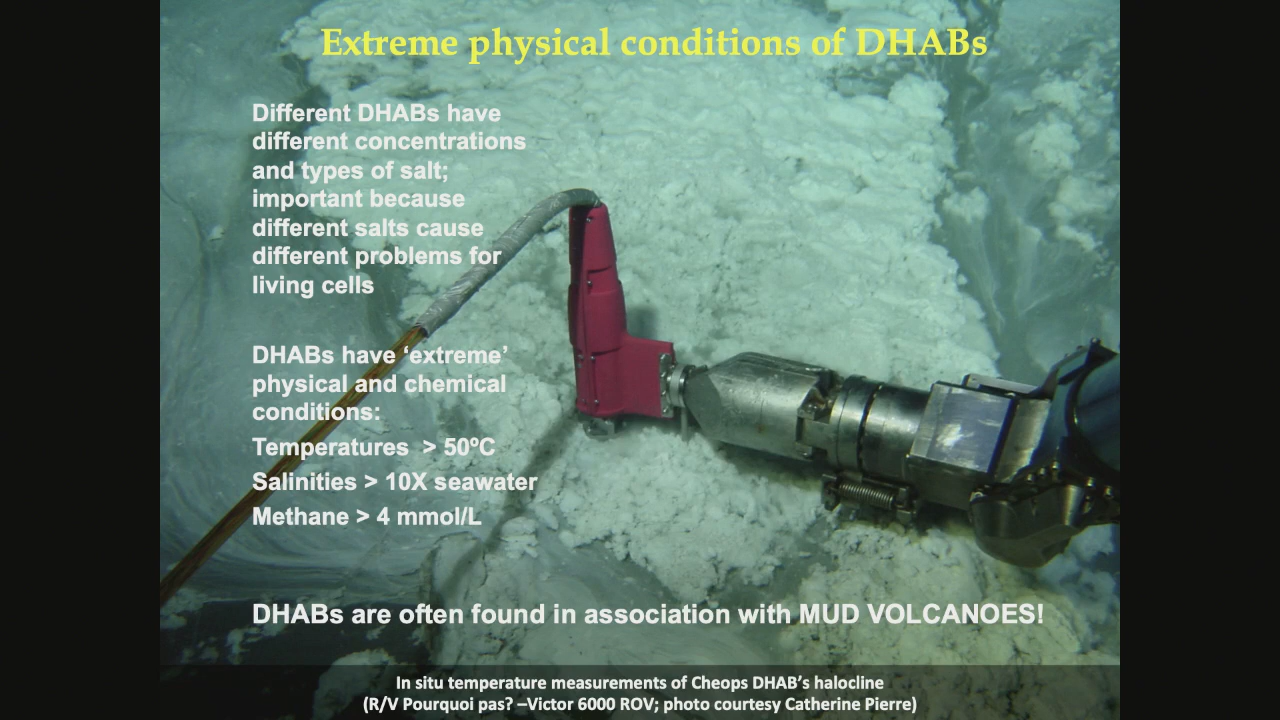 Extreme physical conditions of DHABs
Different DHABs have
different concentrations
and types of salt;
important because
different salts cause
different problems for
living cells
DHABs have ‘extreme’
physical and chemical
conditions:
Temperatures  > 50ºC
Salinities > 10X seawater
Methane > 4 mmol/L
DHABs are often found in association with MUD VOLCANOES!
In situ temperature measurements of Cheops DHAB’s halocline
(R/V Pourquoi pas? –Victor 6000 ROV; photo courtesy Catherine Pierre)